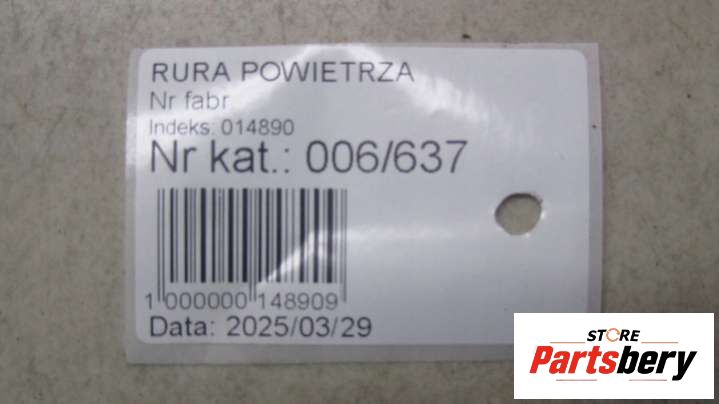 RURA POWIETRZA
Nr fabr
Indeks: 014890
Nr kat.: 006/637
1 000000 148909
Data: 2025/03/29
STORE
Partsbery